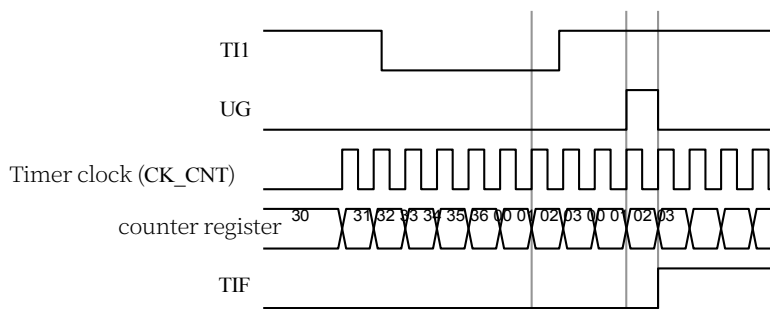 TI1
UG
Timer clock (CK_CNT)
counter register 30 31 32 33 34 35 36 00 01 02 03 00 01 02 03
TIF